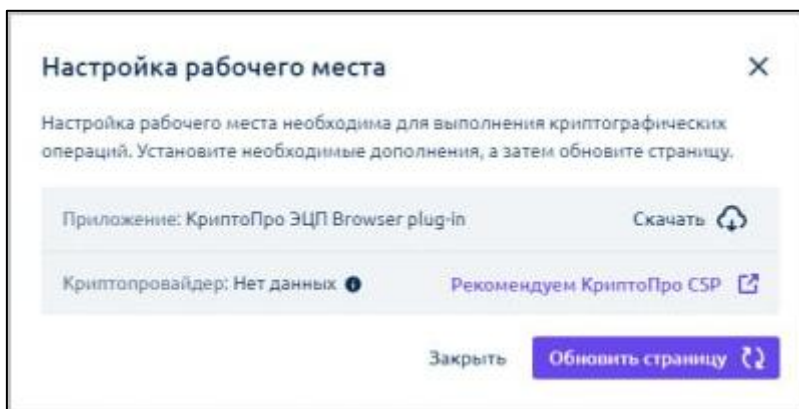 Настройка рабочего места
Настройка рабочего места необходима для выполнения криптографических
операций. Установите необходимые дополнения, а затем обновите страницу.
Приложение: КриптоПро ЭЦП Browser plug-in Скачать
Криптопровайдер: Нет данных Рекомендуем КриптоПро CSP
Закрыть Обновить страницу